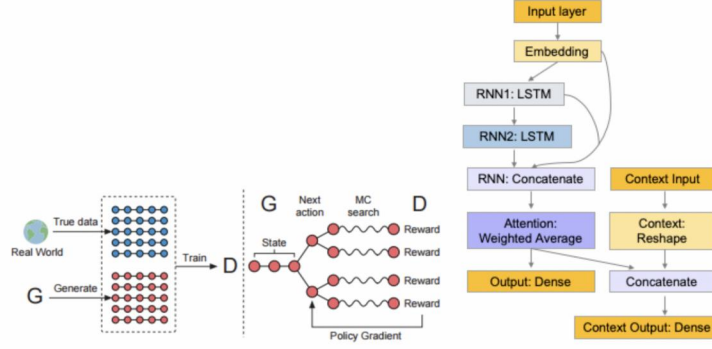 True data
Real World
G
Generate
Train
D
G
Next
action
MC
search
D
State
Reward
Reward
Reward
Reward
Policy Gradient
Input layer
Embedding
RNN1: LSTM
RNN2: LSTM
RNN: Concatenate
Context Input
Attention:
Weighted Average
Context:
Reshape
Output: Dense
Concatenate
Context Output: Dense